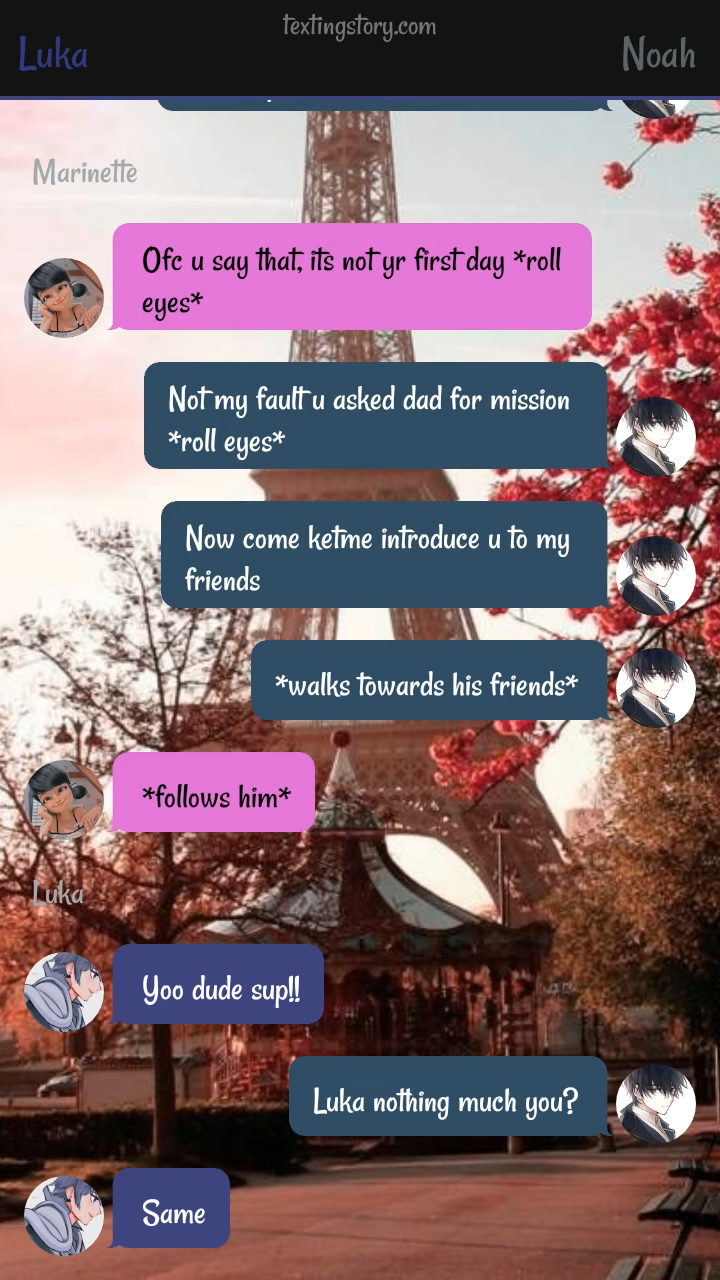 textingstory.com
Luka
Noah
Marinette
Ofc u say that, its not yr first day *roll
eyes*
Not my fault u asked dad for mission
*roll eyes*
Now come ketme introduce u to my
friends
*walks towards his friends*
*follows him*
Luka
Yoo dude sup!!
Luka nothing much you?
Same